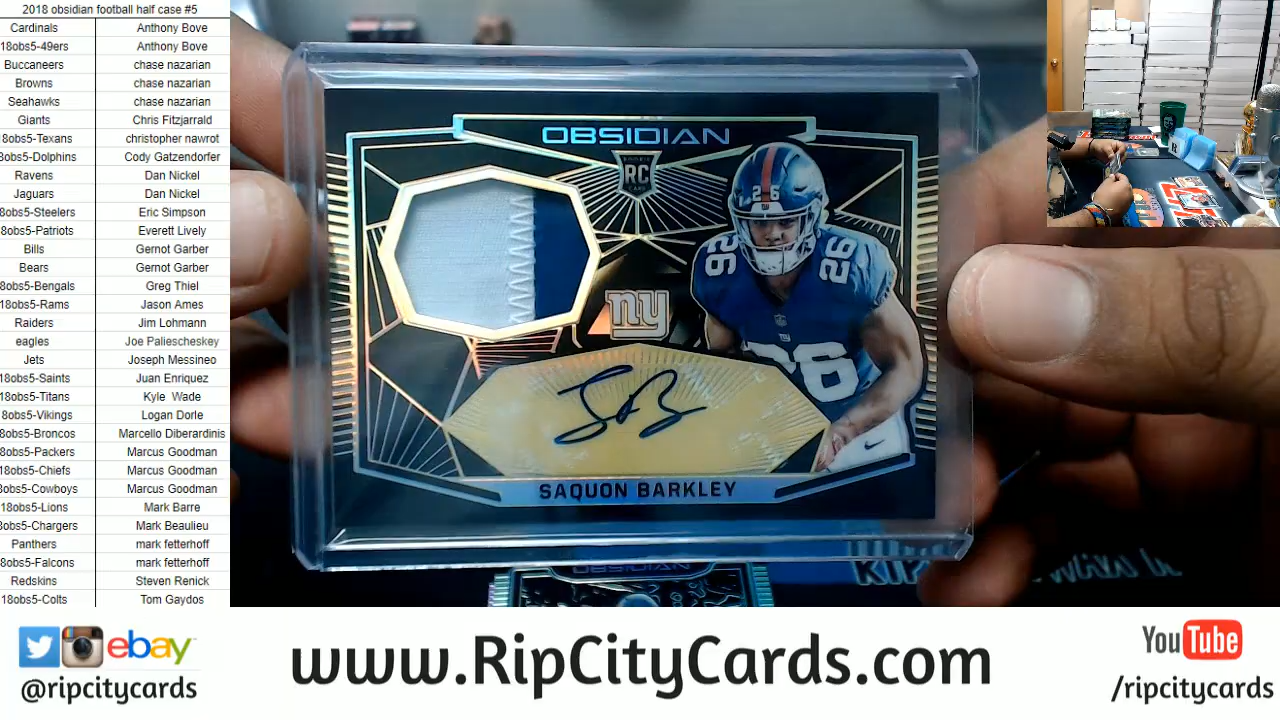 2018 obsidian football half case #5
Cardinals Anthony Bove
18obs5-49ers Anthony Bove
Buccaneers chase nazarian
Browns chase nazarian
Seahawks chase nazarian
Giants Chris Fitzjarrald
8obs5-Texans christopher nawrot
8obs5-Dolphins Cody Gatzendorfer
Ravens Dan Nickel
Jaguars Dan Nickel
8obs5-Steelers Eric Simpson
8obs5-Patriots Everett Lively
Bills Gernot Garber
Bears Gernot Garber
8obs5-Bengals Greg Thiel
18obs5-Rams Jason Ames
Raiders Jim Lohmann
eagles Joe Paliescheskey
Jets Joseph Messineo
18obs5-Saints Juan Enriquez
18obs5-Titans Kyle Wade
8obs5-Vikings Logan Dorle
8obs5-Broncos Marcello Diberardinis
8obs5-Packers Marcus Goodman
18obs5-Chiefs Marcus Goodman
8obs5-Cowboys Marcus Goodman
18obs5-Lions Mark Barre
8obs5-Chargers Mark Beaulieu
Panthers mark fetterhoff
8obs5-Falcons mark fetterhoff
Redskins Steven Renick
18obs5-Colts Tom Gaydos
OBSIDIAN
ROOKIE
RC
CARD
26
26
26
26
ny
SAQUON BARKLEY
OBSIDIAN
ebay
@ripcitycards
www.RipCityCards.com
YouTube
/ripcitycards